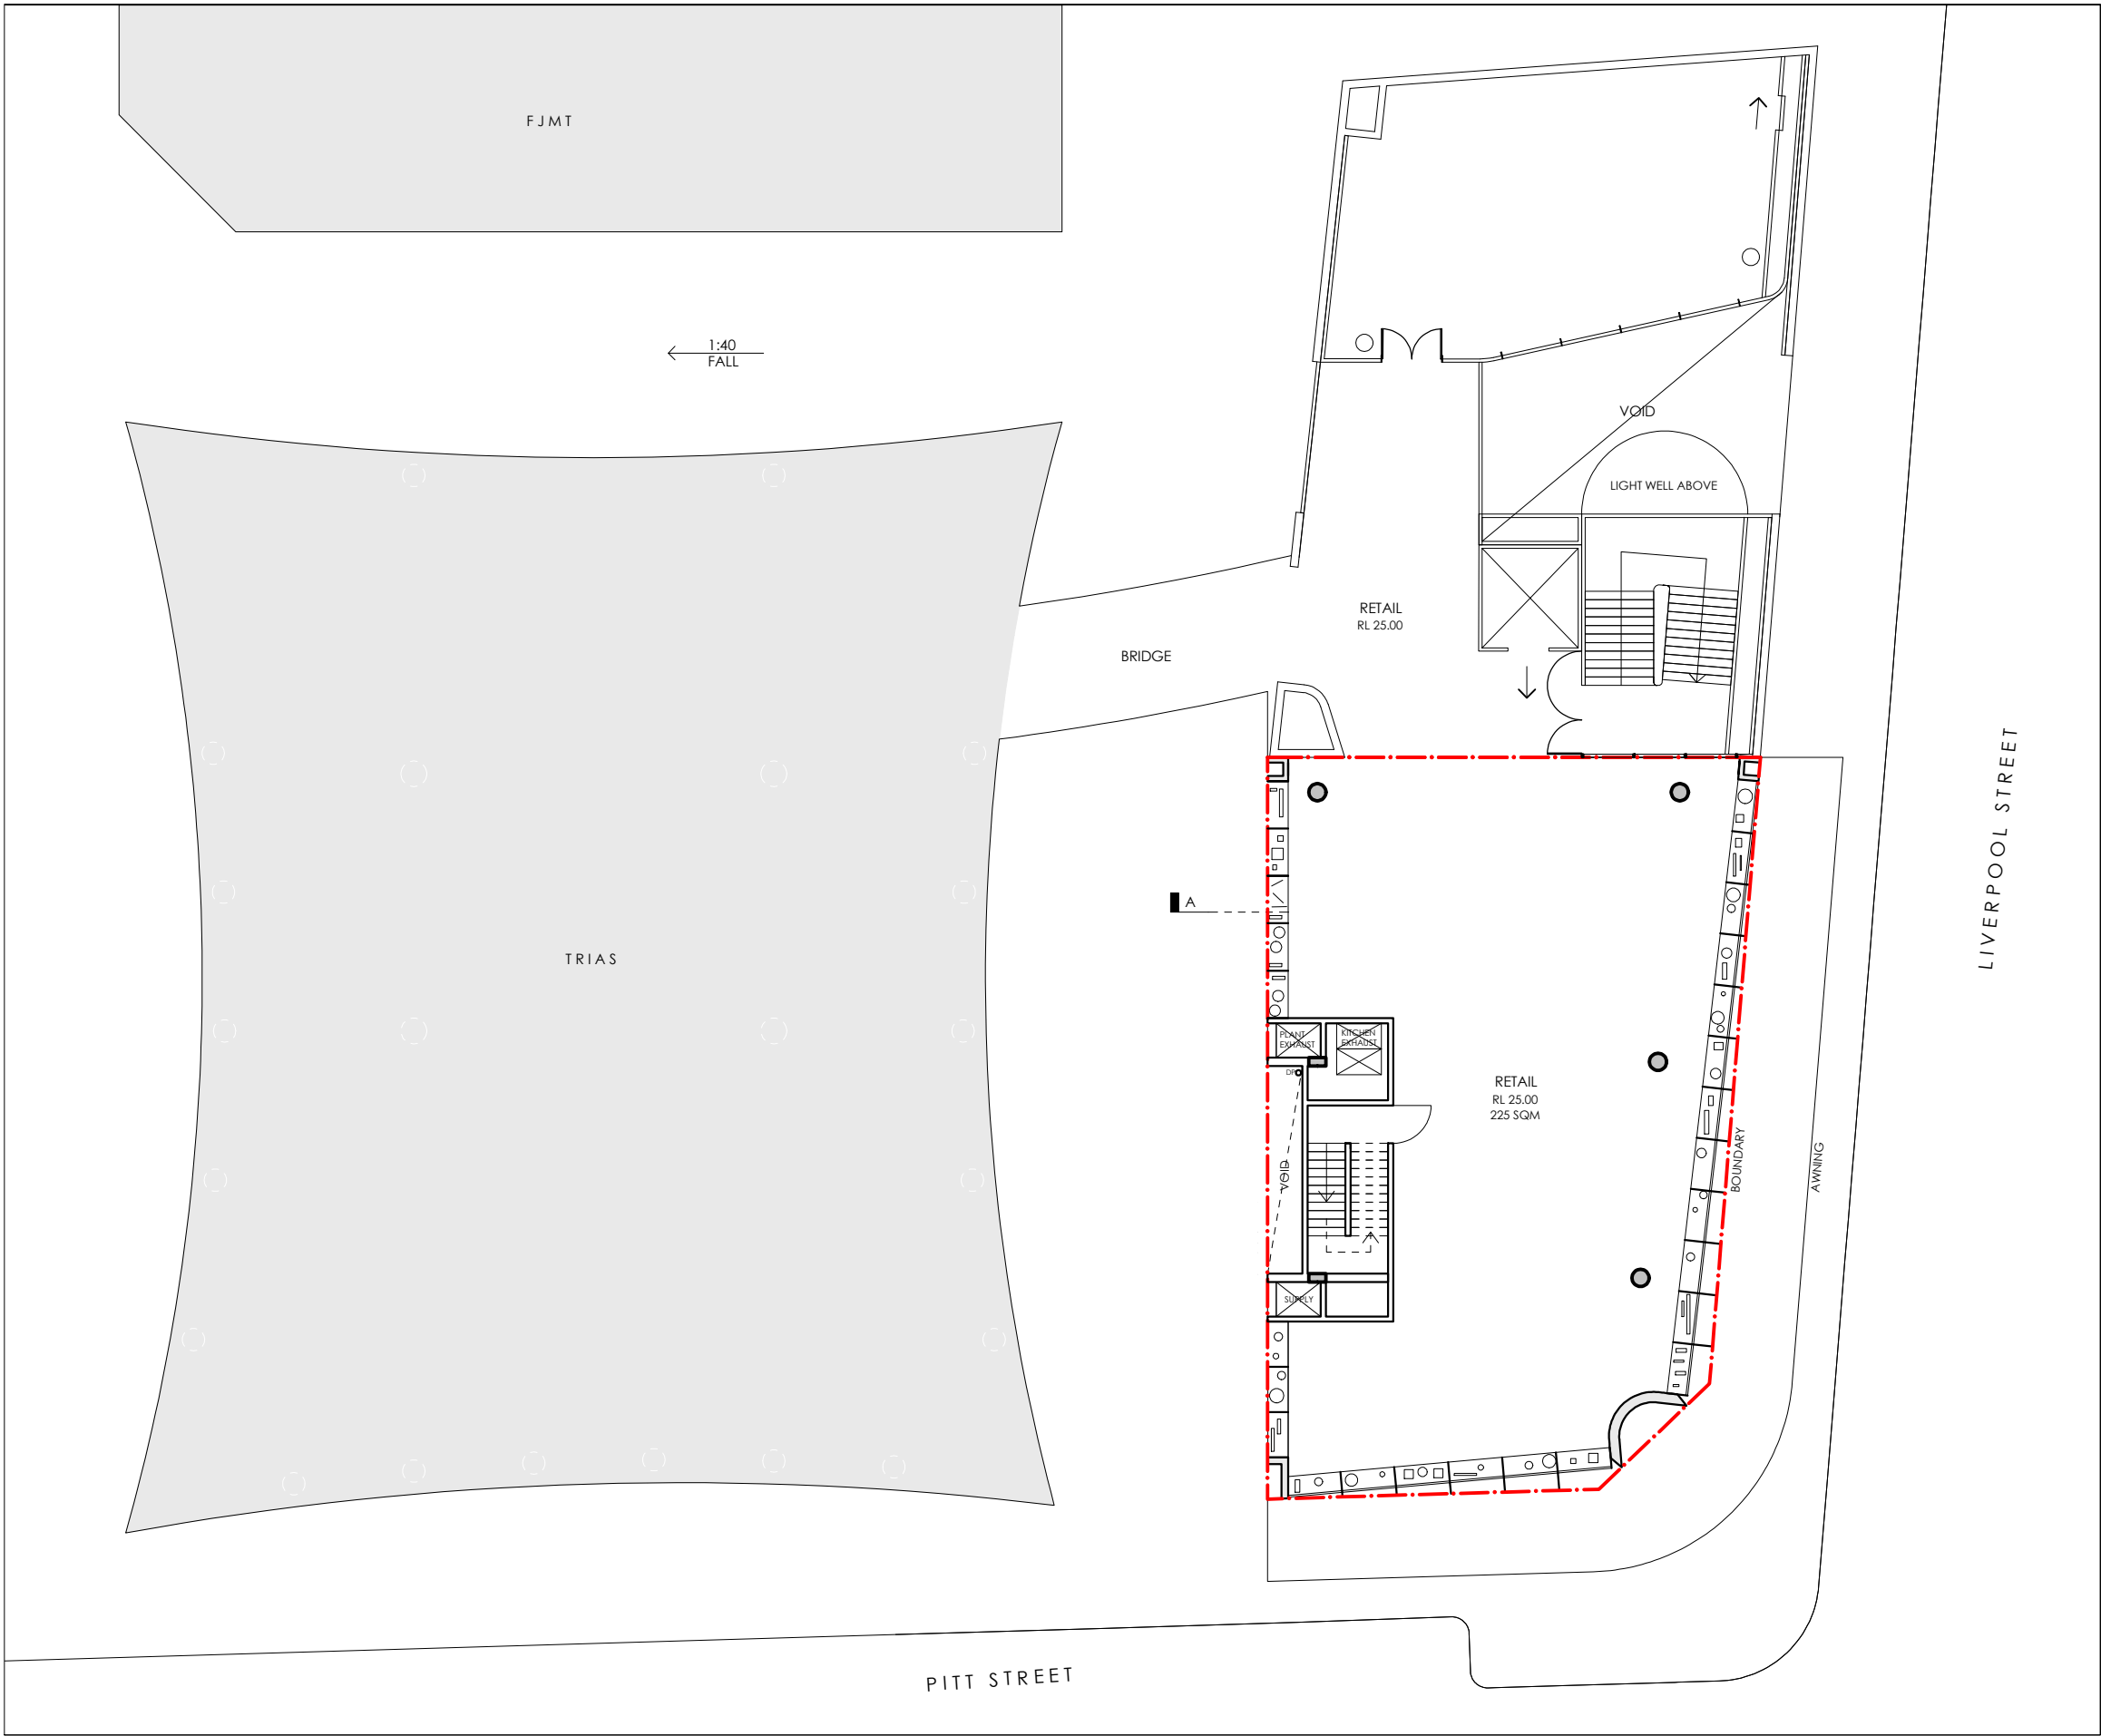 FJMT
1:40
FALL
VOID
LIGHT WELL ABOVE
RETAIL
RL 25.00
BRIDGE
LIVERPOOL STREET
A
TRIAS
PLANT
EXHAUST
KITCHEN
EXHAUST
DP
RETAIL
RL 25.00
225 SQM
VOID
BOUNDARY
AWNING
SUPPLY
PITT STREET